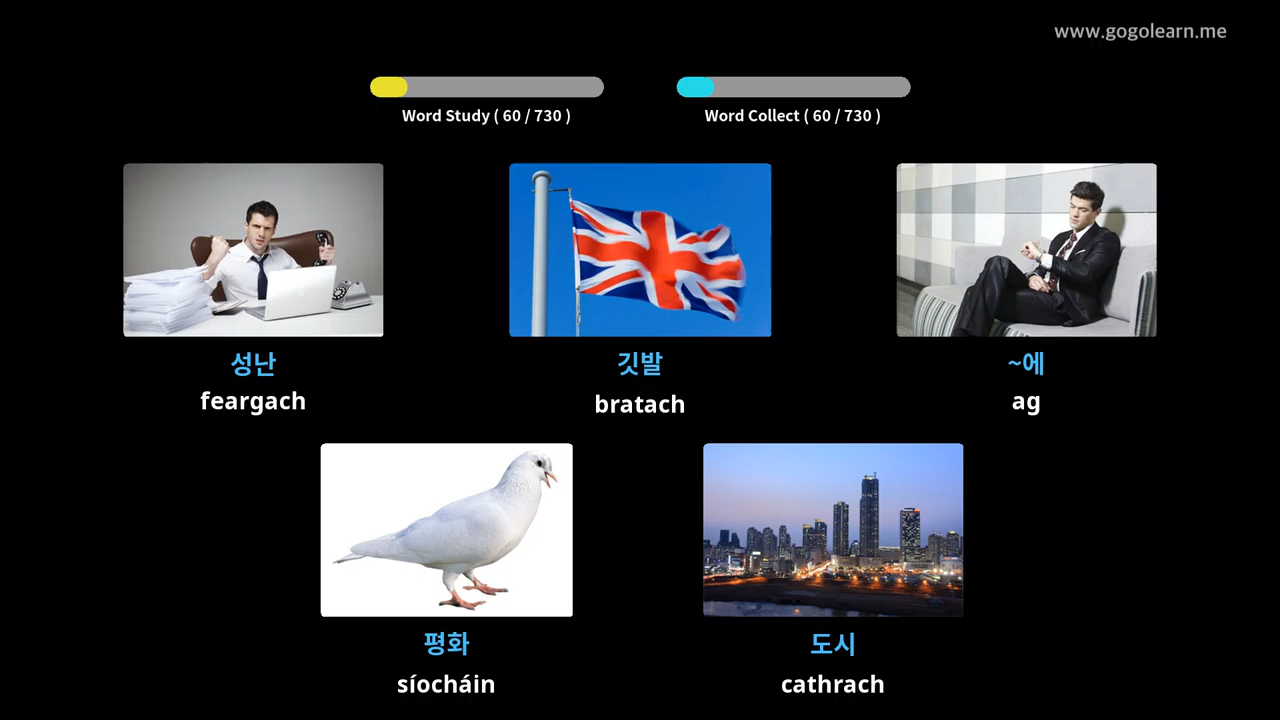 www.gogolearn.me
Word Study ( 60 / 730 )
Word Collect ( 60 / 730 )
성난
feargach
깃발
bratach
~에
ag
평화
síocháin
도시
cathrach